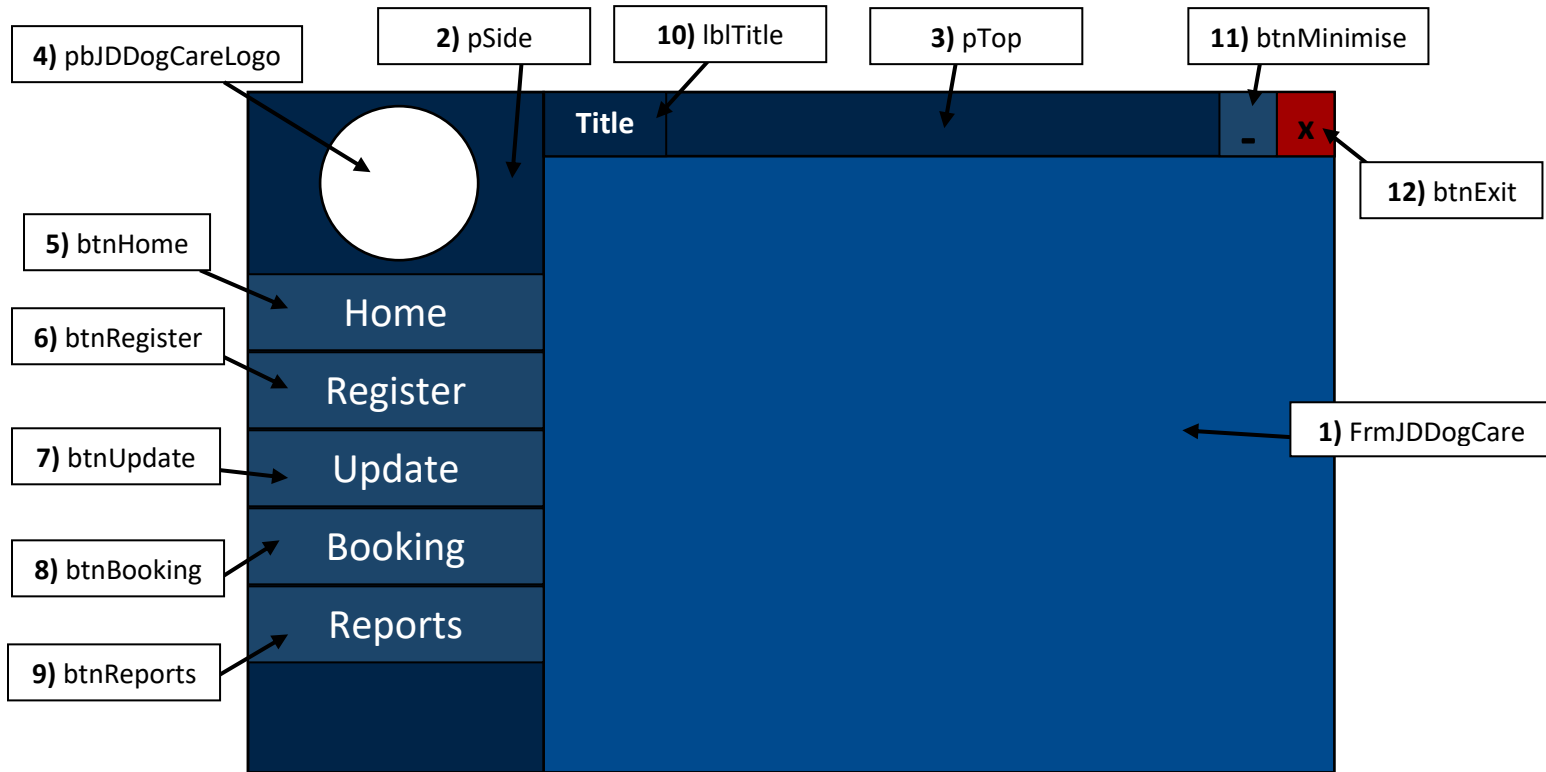 2) pSide
10) lblTitle
3) pTop
11) btnMinimise
4) pbJDDogCareLogo
Title
-
x
12) btnExit
5) btnHome
Home
6) btnRegister
Register
1) FrmJDDogCare
7) btnUpdate
Update
8) btnBooking
Booking
9) btnReports
Reports